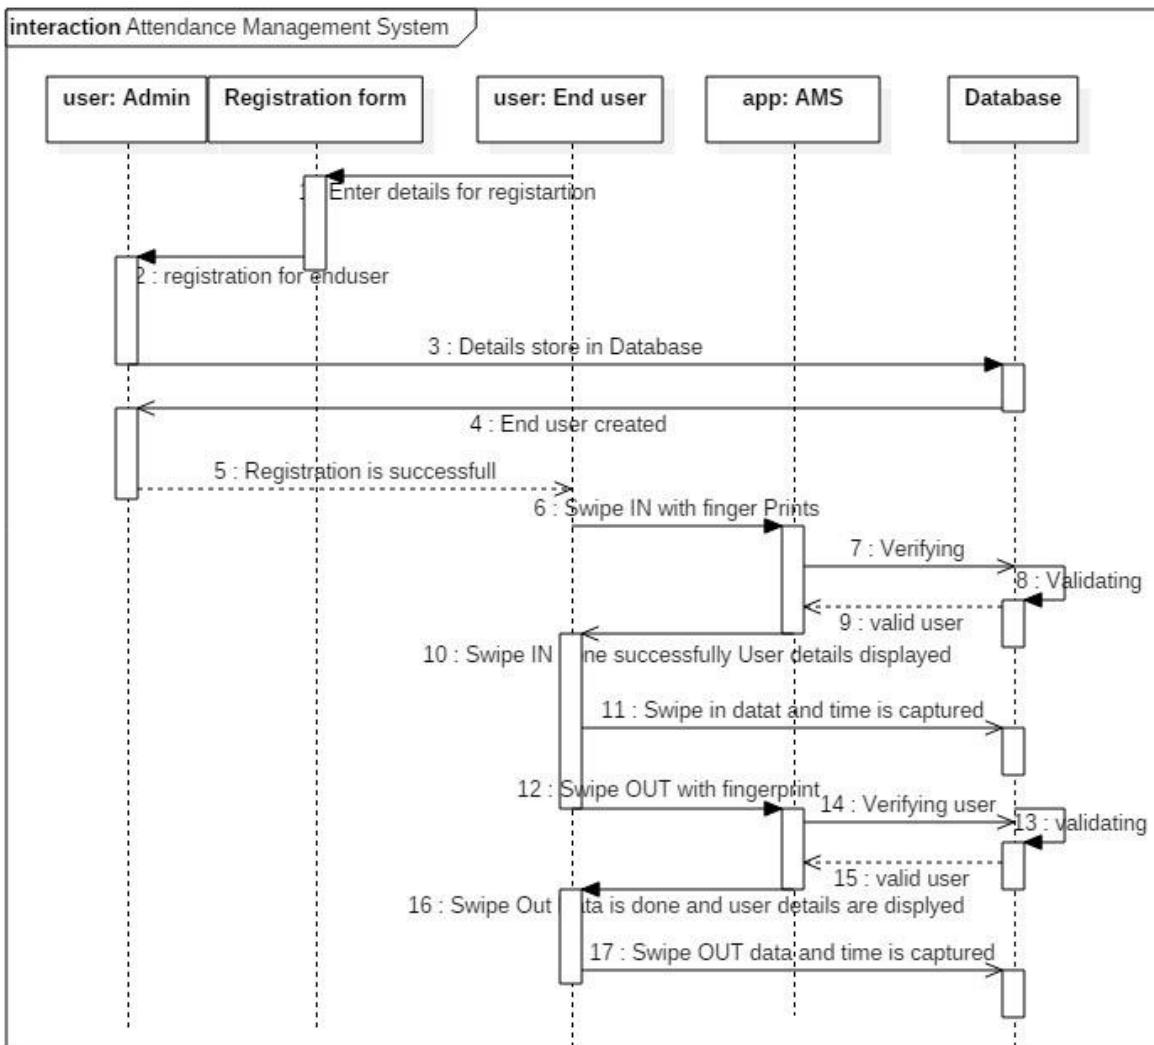 interaction Attendance Management System
user: Admin
Registration form
user: End user
app: AMS
Database
1 Enter details for registartion
2 : registration for enduser
3 : Details store in Database
4 : End user created
5 : Registration is successfull
6 : Swipe IN with finger Prints
7 : Verifying
8 : Validating
9 : valid user
10 : Swipe IN ne successfully User details displayed
11 : Swipe in datat and time is captured
12 : Swipe OUT with fingerprint
14 : Verifying user
13 : validating
15 : valid user
16 : Swipe Out ata is done and user details are displyed
17 : Swipe OUT data and time is captured